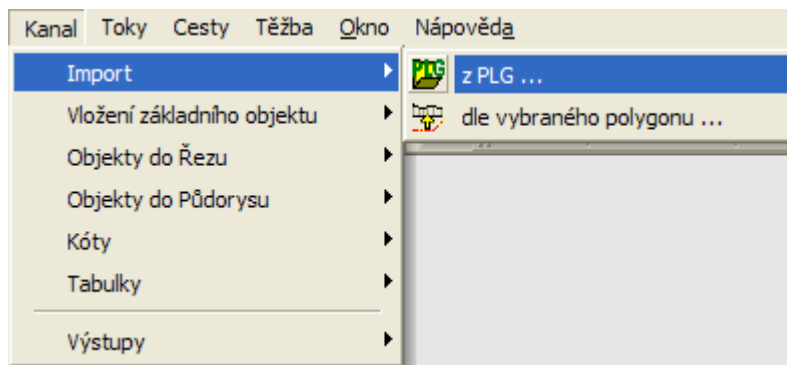 Kanal Toky Cesty Těžba Okno Nápověda
Import
PLG z PLG ...
Vložení základního objektu
dle vybraného polygonu ...
Objekty do Řezu
Objekty do Půdorysu
Kóty
Tabulky
Výstupy